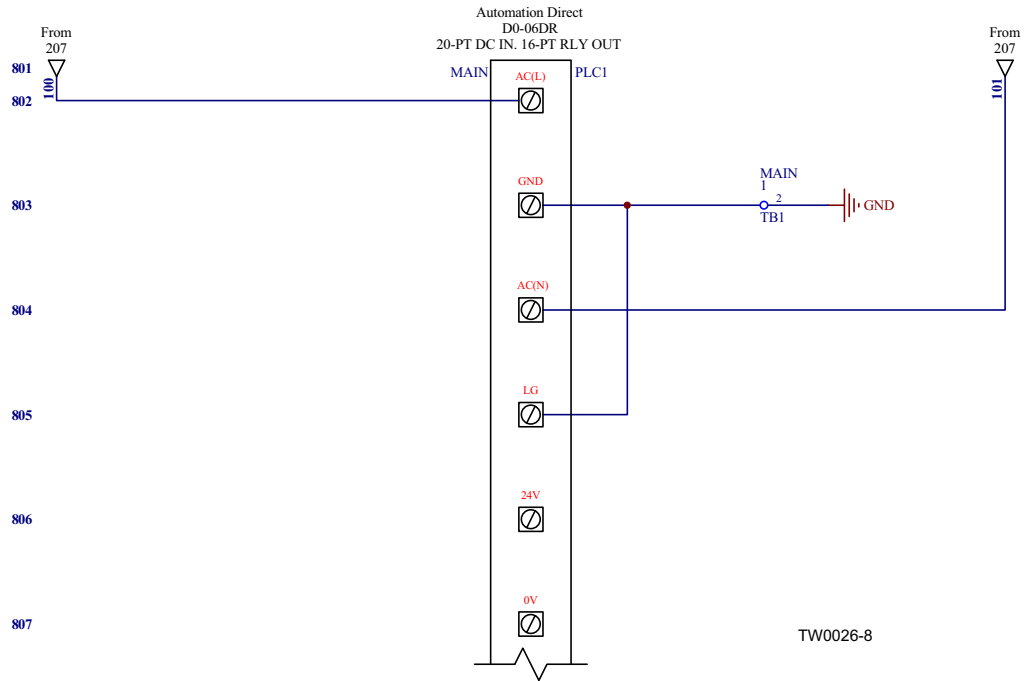 Automation Direct
D0-06DR
20-PT DC IN. 16-PT RLY OUT
From
207
From
207
801
100
MAIN
PLC1
101
AC(L)
802
GND
803
MAIN
1
2
TB1
GND
AC(N)
804
LG
805
24V
806
0V
807
TW0026-8